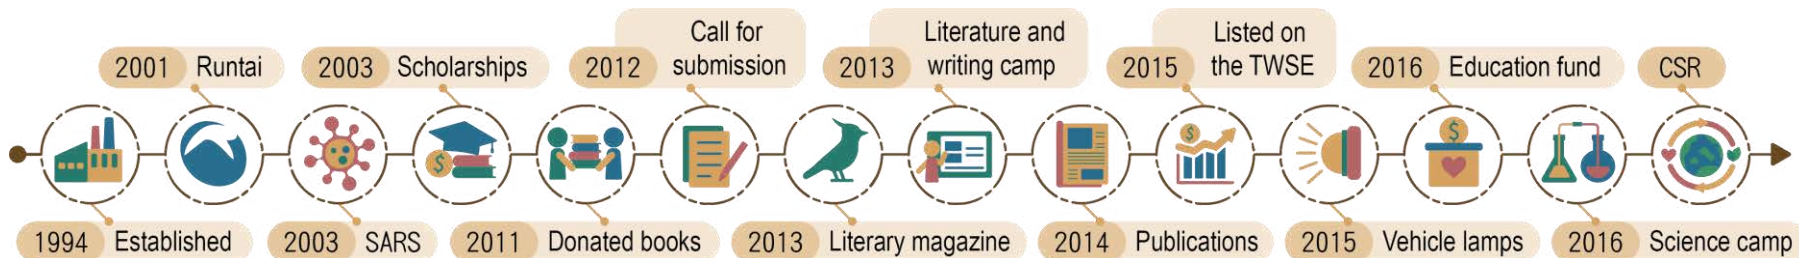 2001 Runtai
2003 Scholarships
2012 Call for
submission
2013 Literature and
writing camp
2015 Listed on
the TWSE
2016 Education fund
CSR
1994 Established
2003 SARS
2011 Donated books
2013 Literary magazine
2014 Publications
2015 Vehicle lamps
2016 Science camp